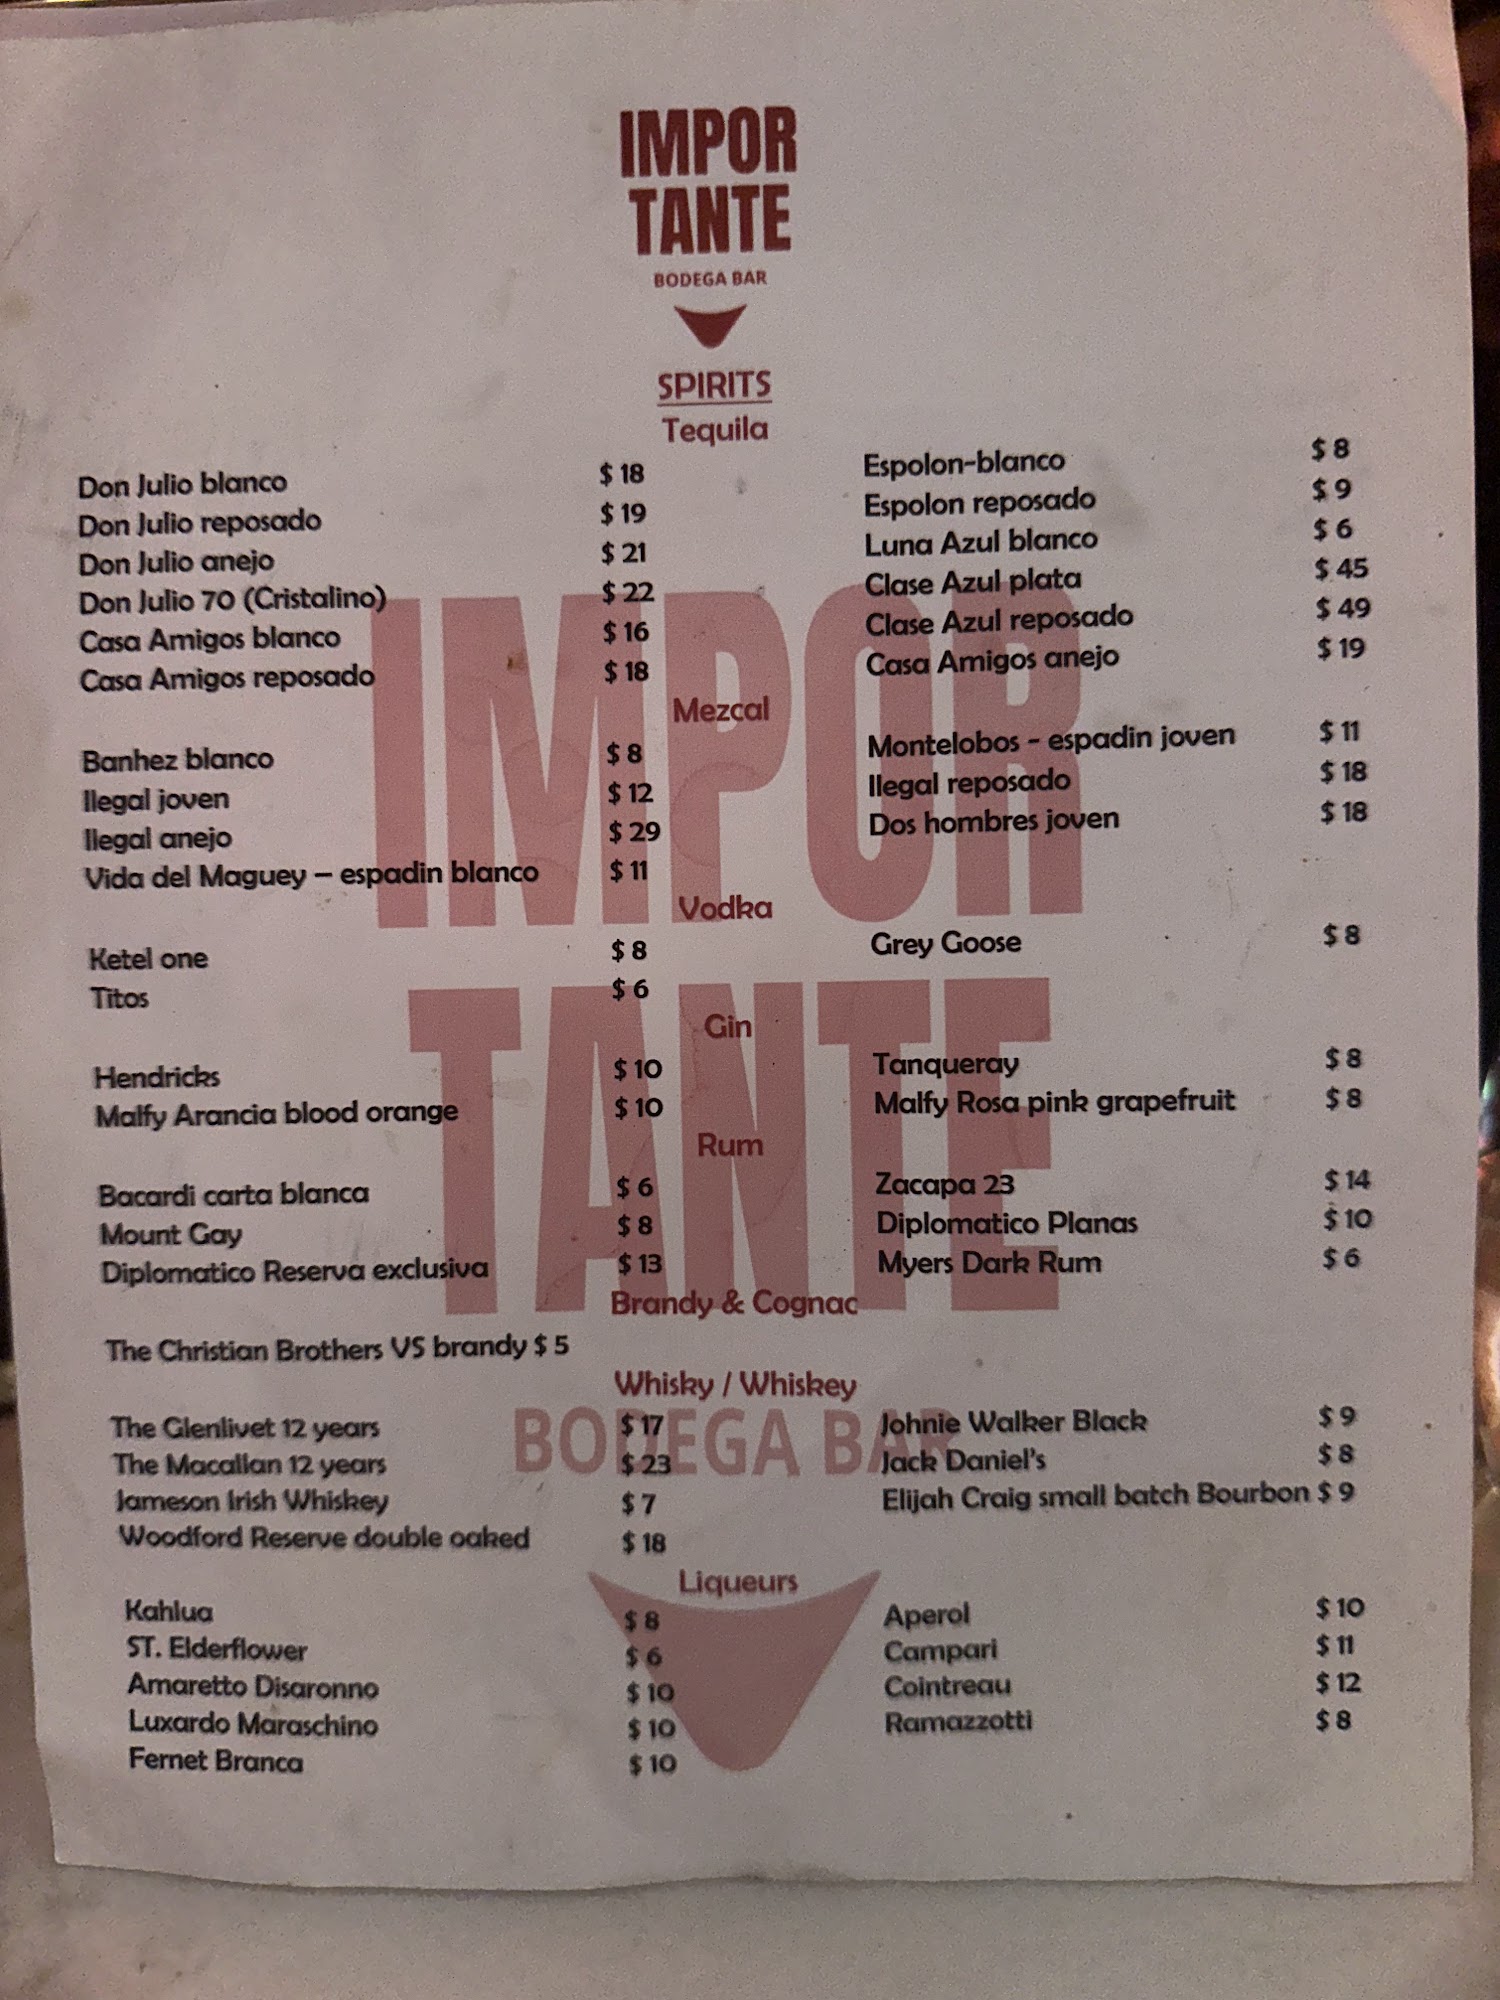 IMPOR
TANTE
BODEGA BAR
SPIRITS
Tequila
Don Julio blanco $ 18 Espolon-blanco $ 8
Don Julio reposado $ 19 Espolon reposado $ 9
Don Julio anejo $ 21 Luna Azul blanco $ 6
Don Julio 70 (Cristalino) $ 22 Clase Azul plata $ 45
Casa Amigos blanco $ 16 Clase Azul reposado $ 49
Casa Amigos reposado $ 18 Casa Amigos anejo $ 19
Mezcal
Banhez blanco $ 8 Montelobos - espadin joven $ 11
Ilegal joven $ 12 Ilegal reposado $ 18
Ilegal anejo $ 29 Dos hombres joven $ 18
Vida del Maguey – espadin blanco $ 11
Vodka
Ketel one $ 8 Grey Goose $ 8
Titos $ 6
Gin
Hendricks $ 10 Tanqueray $ 8
Malfy Arancia blood orange $ 10 Malfy Rosa pink grapefruit $ 8
Rum
Bacardi carta blanca $ 6 Zacapa 23 $ 14
Mount Gay $ 8 Diplomatico Planas $ 10
Diplomatico Reserva exclusiva $ 13 Myers Dark Rum $ 6
Brandy & Cognac
The Christian Brothers VS brandy $ 5
Whisky / Whiskey
The Glenlivet 12 years $ 17 Johnie Walker Black $ 9
The Macallan 12 years $ 23 Jack Daniel's $ 8
Jameson Irish Whiskey $ 7 Elijah Craig small batch Bourbon $ 9
Woodford Reserve double oaked $ 18
Liqueurs
Kahlua $ 8 Aperol $ 10
ST. Elderflower $ 6 Campari $ 11
Amaretto Disaronno $ 10 Cointreau $ 12
Luxardo Maraschino $ 10 Ramazzotti $ 8
Fernet Branca $ 10
IMPOR
TANTE
BODEGA BAR